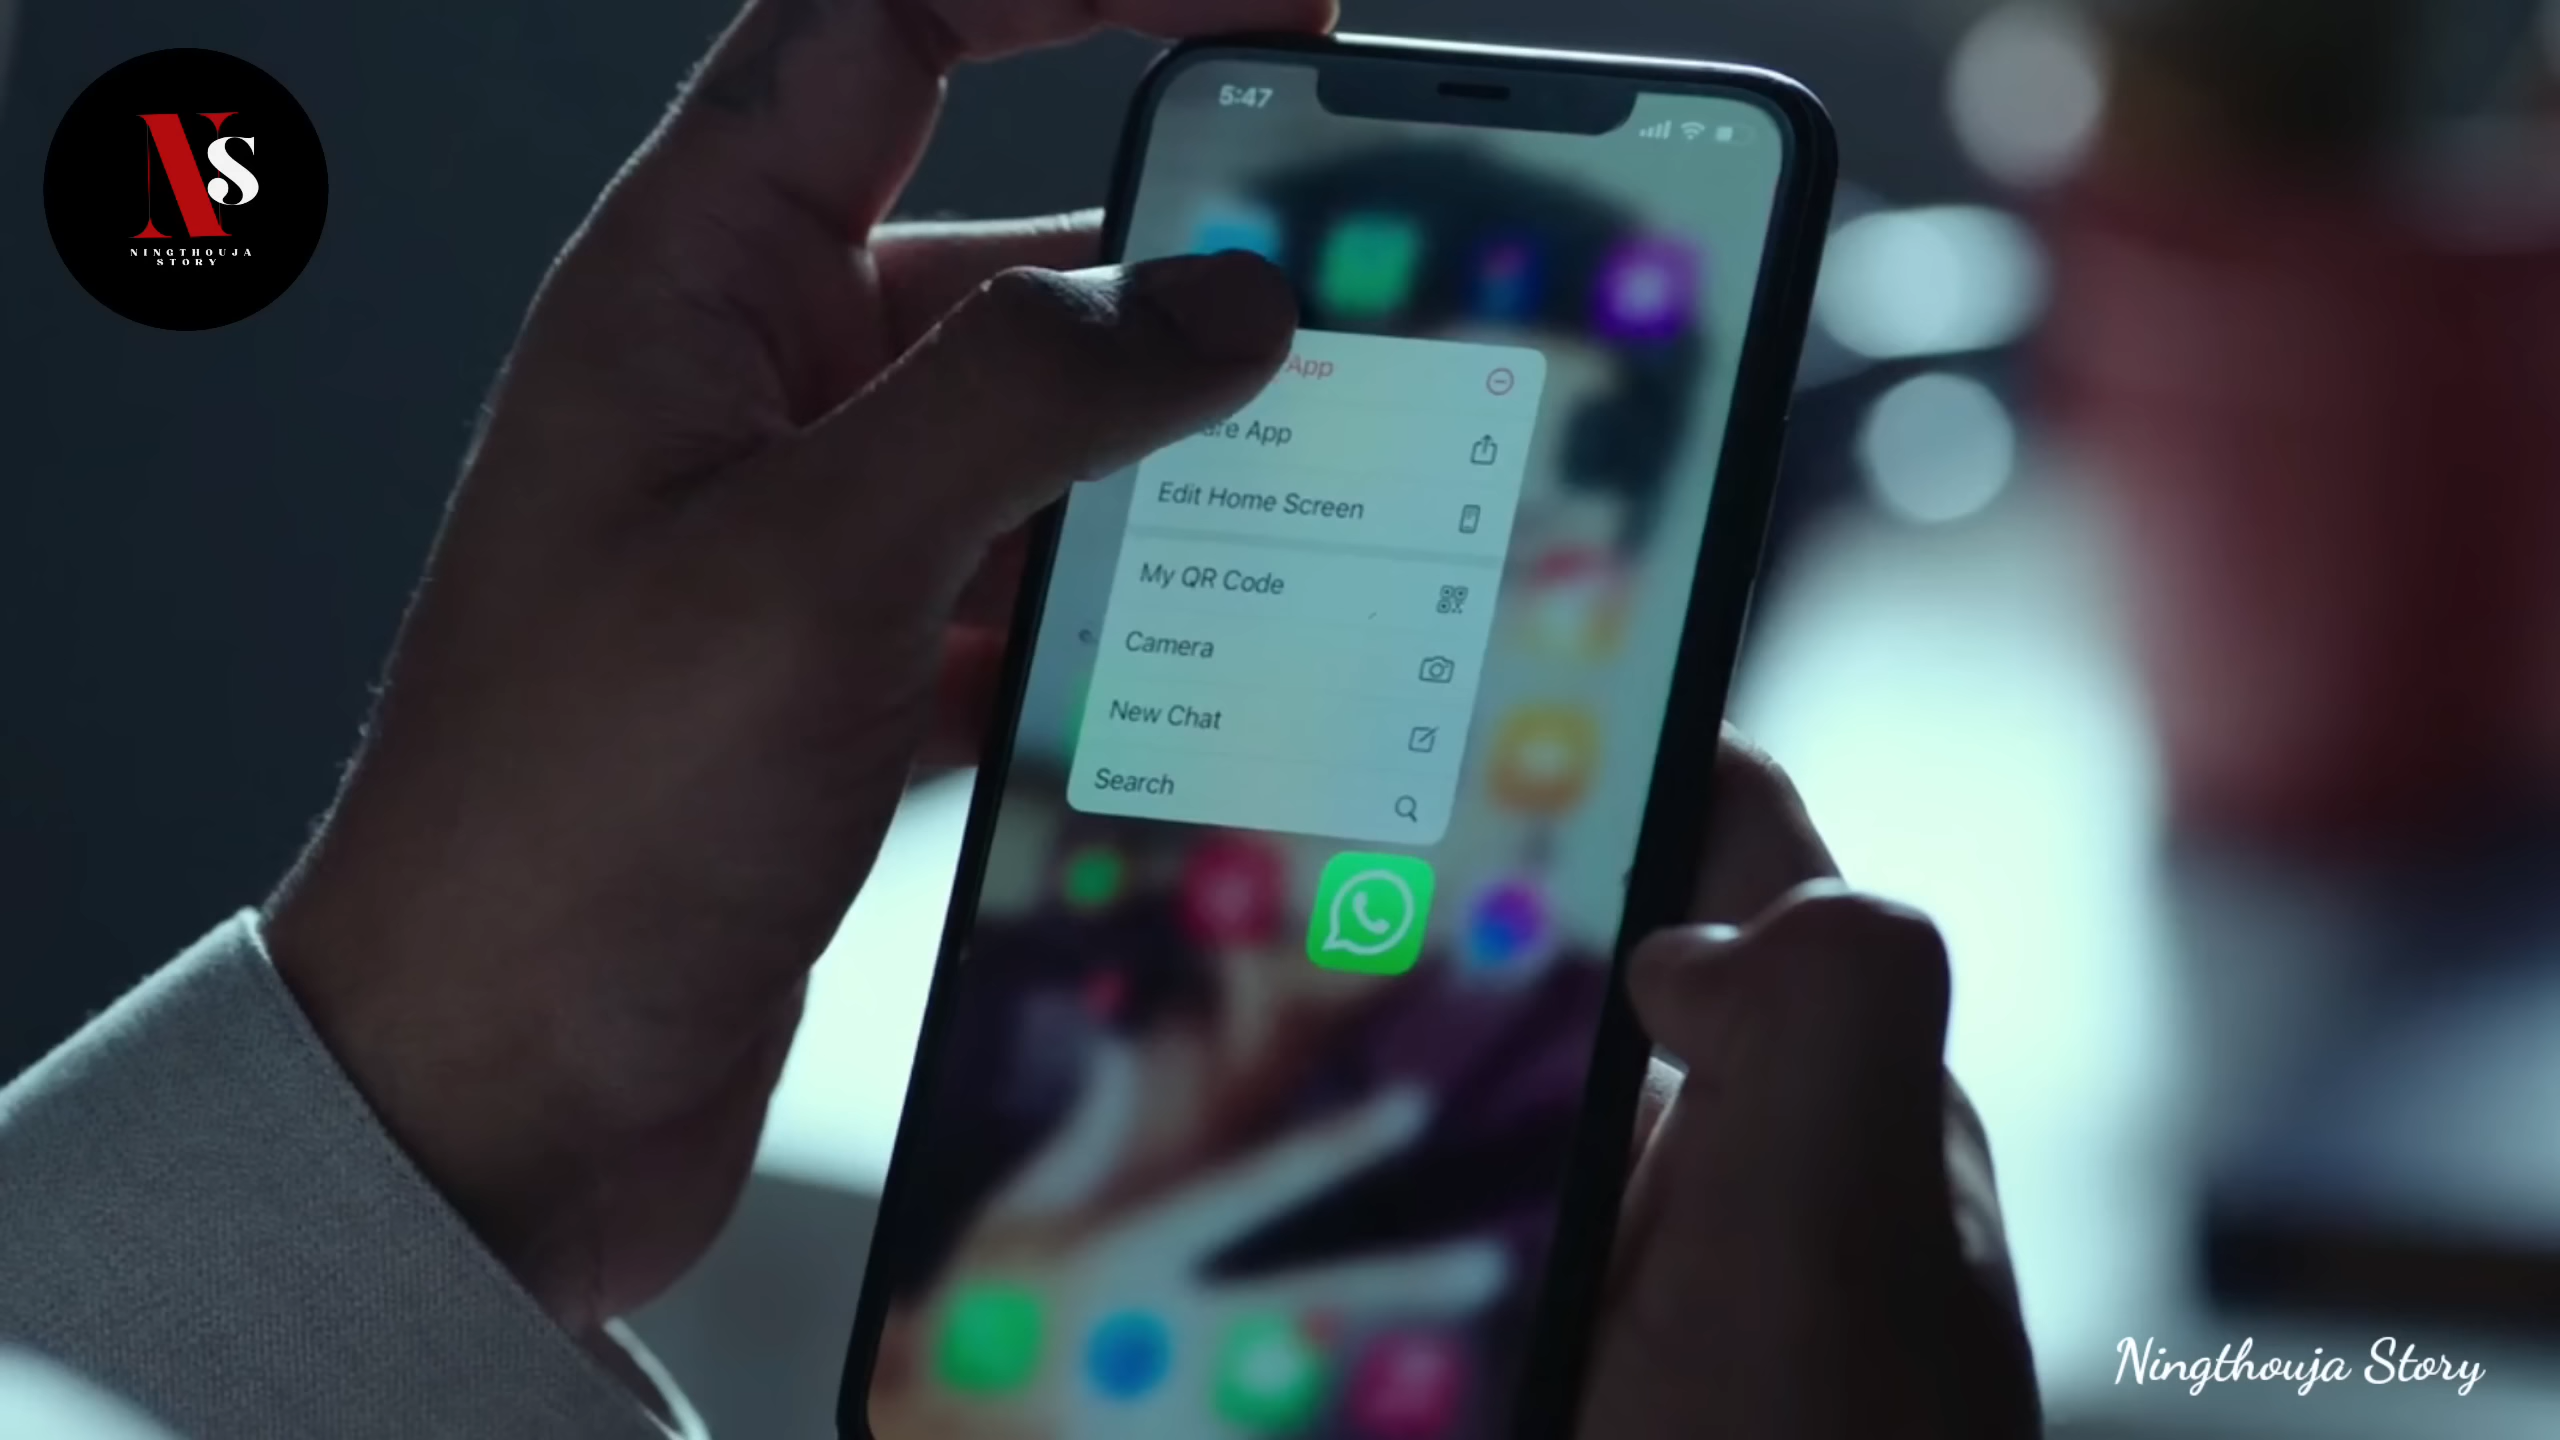 NS
NINGTHOUJA
STORY
5:47
App
are App
Edit Home Screen
My QR Code
Camera
New Chat
Search
Ningthouja Story